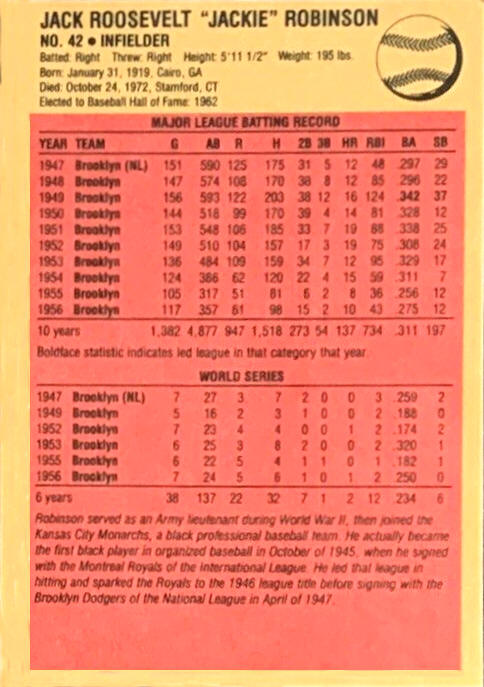 JACK ROOSEVELT "JACKIE" ROBINSON
NO. 42 • INFIELDER
Batted: Right Threw: Right Height: 5'11 1/2" Weight: 195 lbs.
Born: January 31, 1919, Cairo, GA
Died: October 24, 1972, Stamford, CT
Elected to Baseball Hall of Fame: 1962
MAJOR LEAGUE BATTING RECORD
YEAR TEAM G AB R H 2B 3B HR RBI BA SB
1947 Brooklyn (NL) 151 590 125 175 31 5 12 48 .297 29
1948 Brooklyn 147 574 108 170 38 8 12 85 .296 22
1949 Brooklyn 156 593 122 203 38 12 16 124 .342 37
1950 Brooklyn 144 518 99 170 39 4 14 81 .328 12
1951 Brooklyn 153 548 106 185 33 7 19 88 .338 25
1952 Brooklyn 149 510 104 157 17 3 19 75 .308 24
1953 Brooklyn 136 484 109 159 34 7 12 95 .329 17
1954 Brooklyn 124 386 62 120 22 4 15 59 .311 7
1955 Brooklyn 105 317 51 81 6 2 8 36 .256 12
1956 Brooklyn 117 357 61 98 15 2 10 43 .275 12
10 years 1,382 4,877 947 1,518 273 54 137 734 .311 197
Boldface statistic indicates led league in that category that year.
WORLD SERIES
1947 Brooklyn (NL) 7 27 3 7 2 0 0 3 .259 2
1949 Brooklyn 5 16 2 3 1 0 0 2 .188 0
1952 Brooklyn 7 23 4 4 0 0 1 2 .174 2
1953 Brooklyn 6 25 3 8 2 0 0 2 .320 1
1955 Brooklyn 6 22 5 4 1 1 0 1 .182 1
1956 Brooklyn 7 24 5 6 1 0 1 2 .250 0
6 years 38 137 22 32 7 1 2 12 .234 6
Robinson served as an Army lieutenant during World War II, then joined the
Kansas City Monarchs, a black professional baseball team. He actually became
the first black player in organized baseball in October of 1945, when he signed
with the Montreal Royals of the International League. He led that league in
hitting and sparked the Royals to the 1946 league title before signing with the
Brooklyn Dodgers of the National League in April of 1947.